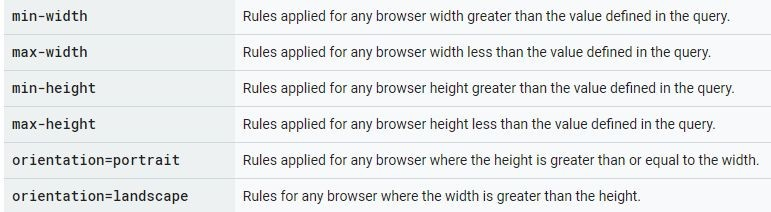 min-width Rules applied for any browser width greater than the value defined in the query.
max-width Rules applied for any browser width less than the value defined in the query.
min-height Rules applied for any browser height greater than the value defined in the query.
max-height Rules applied for any browser height less than the value defined in the query.
orientation=portrait Rules applied for any browser where the height is greater than or equal to the width.
orientation=landscape Rules for any browser where the width is greater than the height.